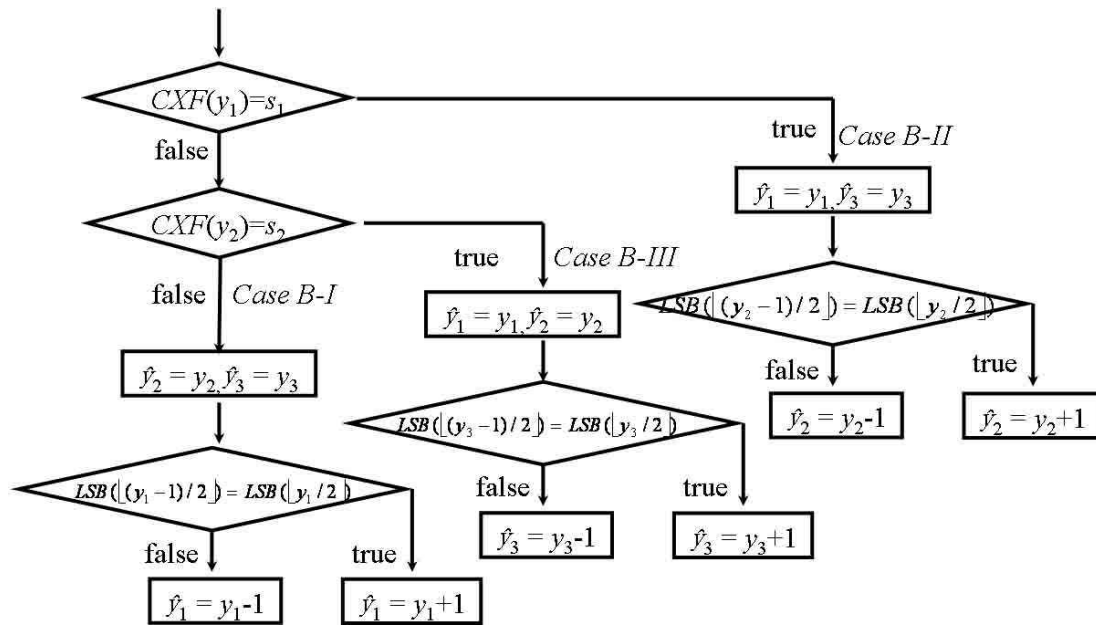 CXF(y₁)=s₁
true
Case B-II
false
ŷ₁ = y₁, ŷ₃ = y₃
CXF(y₂)=s₂
true
Case B-III
false
Case B-I
LSB(⌊(y₂−1)/2⌋) = LSB(⌊y₂/2⌋)
ŷ₁ = y₁, ŷ₂ = y₂
ŷ₂ = y₂, ŷ₃ = y₃
false
true
LSB(⌊(y₃−1)/2⌋) = LSB(⌊y₃/2⌋)
ŷ₂ = y₂-1
ŷ₂ = y₂+1
LSB(⌊(y₁−1)/2⌋) = LSB(⌊y₁/2⌋)
false
true
ŷ₃ = y₃-1
ŷ₃ = y₃+1
false
true
ŷ₁ = y₁-1
ŷ₁ = y₁+1